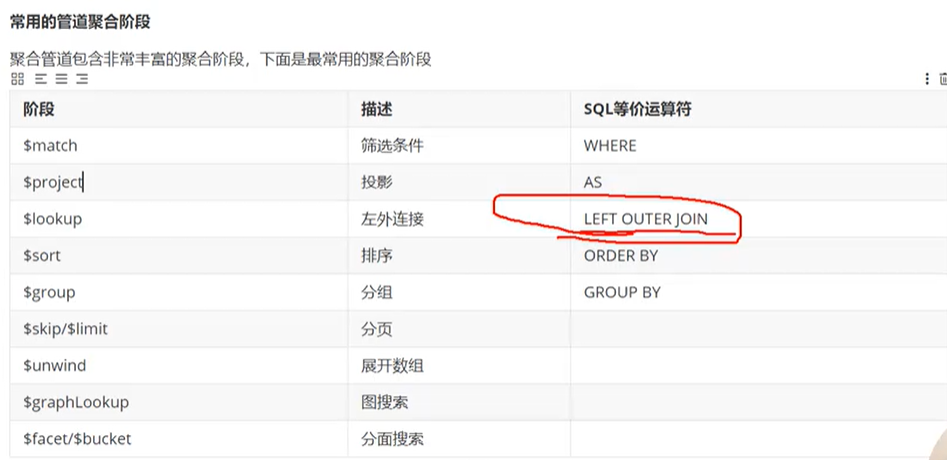 常用的管道聚合阶段
聚合管道包含非常丰富的聚合阶段，下面是最常用的聚合阶段
阶段 描述 SQL等价运算符
$match 筛选条件 WHERE
$project 投影 AS
$lookup 左外连接 LEFT OUTER JOIN
$sort 排序 ORDER BY
$group 分组 GROUP BY
$skip/$limit 分页
$unwind 展开数组
$graphLookup 图搜索
$facet/$bucket 分面搜索